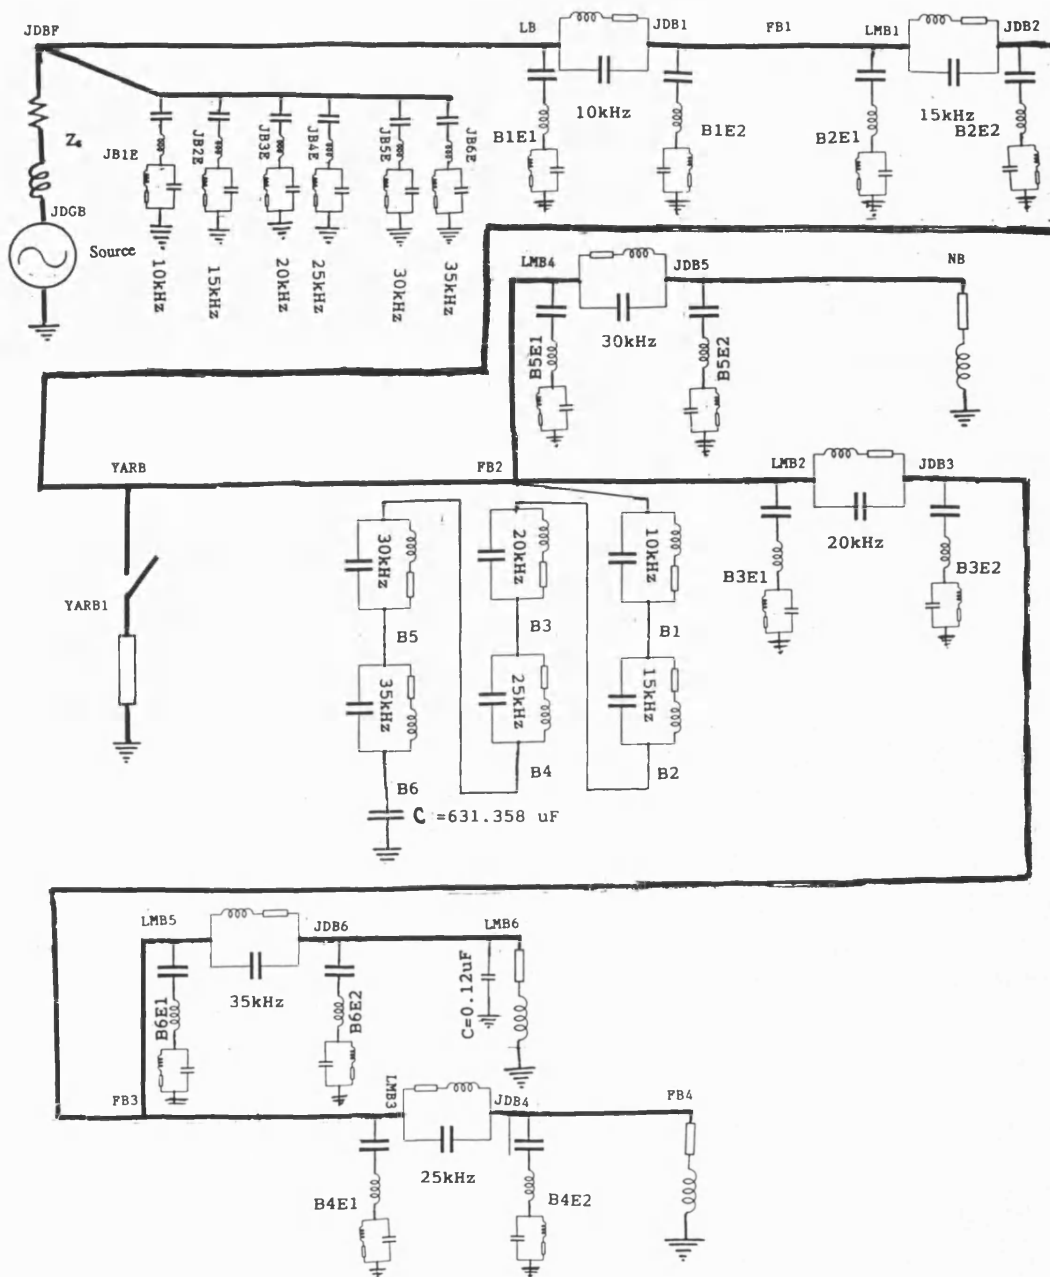 JDBF
LB
JDB1
FB1
LMB1
JDB2
10kHz
15kHz
B1E1
B1E2
B2E1
B2E2
Zs
JDGB
Source
JB1E
JB2E
JB3E
JB4E
JB5E
JB6E
10kHz
15kHz
20kHz
25kHz
30kHz
35kHz
LMB4
JDB5
NB
30kHz
B5E1
B5E2
YARB
FB2
LMB2
JDB3
20kHz
B3E1
B3E2
YARB1
30kHz
20kHz
10kHz
B5
B3
B1
35kHz
25kHz
15kHz
B6
B4
B2
C =631.358 uF
LMB5
JDB6
LMB6
35kHz
B6E1
B6E2
C=0.12uF
FB3
LMB3
JDB4
FB4
25kHz
B4E1
B4E2